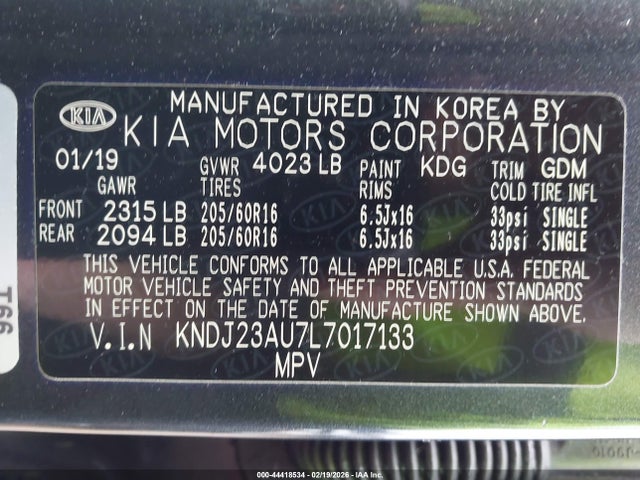 KIA
MANUFACTURED IN KOREA BY
KIA MOTORS CORPORATION
01/19 GVWR 4023 LB PAINT KDG TRIM GDM
GAWR TIRES RIMS COLD TIRE INFL
FRONT 2315 LB 205/60R16 6.5Jx16 33psi SINGLE
REAR 2094 LB 205/60R16 6.5Jx16 33psi SINGLE
THIS VEHICLE CONFORMS TO ALL APPLICABLE U.S.A. FEDERAL
MOTOR VEHICLE SAFETY AND THEFT PREVENTION STANDARDS
IN EFFECT ON THE DATE OF MANUFACTURE SHOWN ABOVE.
V.I.N KNDJ23AU7L7017133
MPV
000-44418534 - 02/19/2026 - IAA Inc.